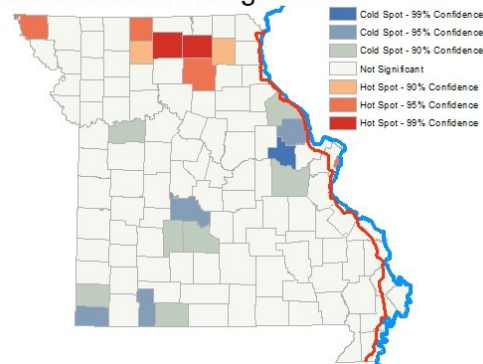 Cold Spot - 99% Confidence
Cold Spot - 95% Confidence
Cold Spot - 90% Confidence
Not Significant
Hot Spot - 90% Confidence
Hot Spot - 95% Confidence
Hot Spot - 99% Confidence